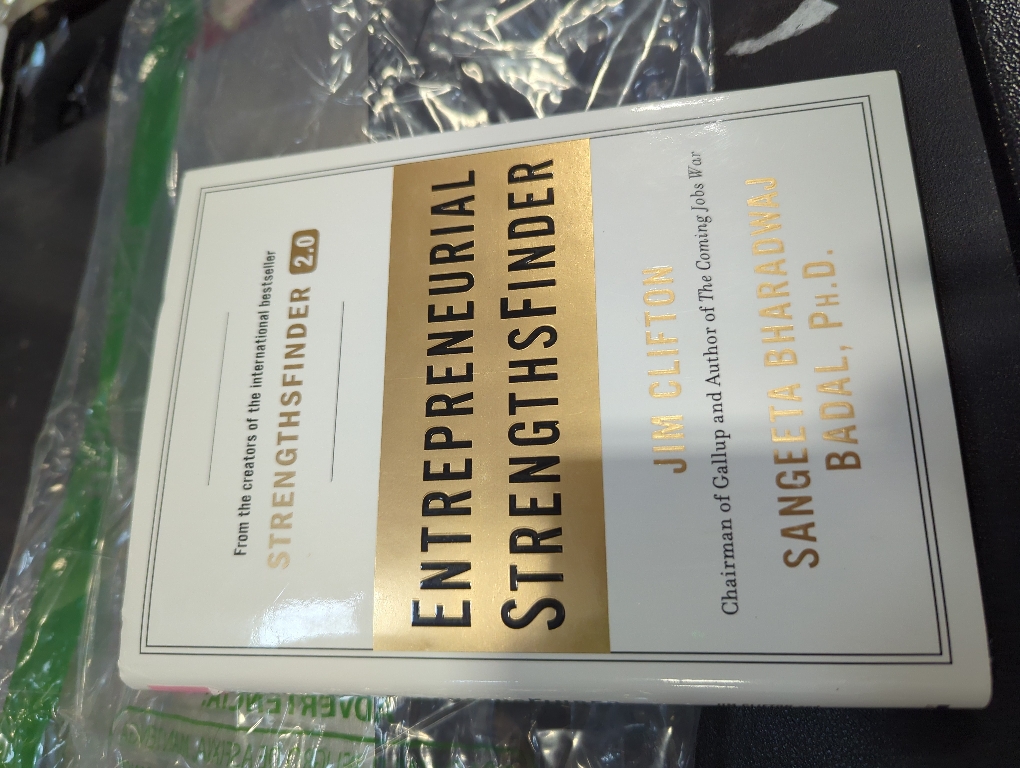 From the creators of the international bestseller
STRENGTHSFINDER 2.0
ENTREPRENEURIAL
STRENGTHSFINDER
JIM CLIFTON
Chairman of Gallup and Author of The Coming Jobs War
SANGEETA BHARADWAJ
BADAL, PH.D.